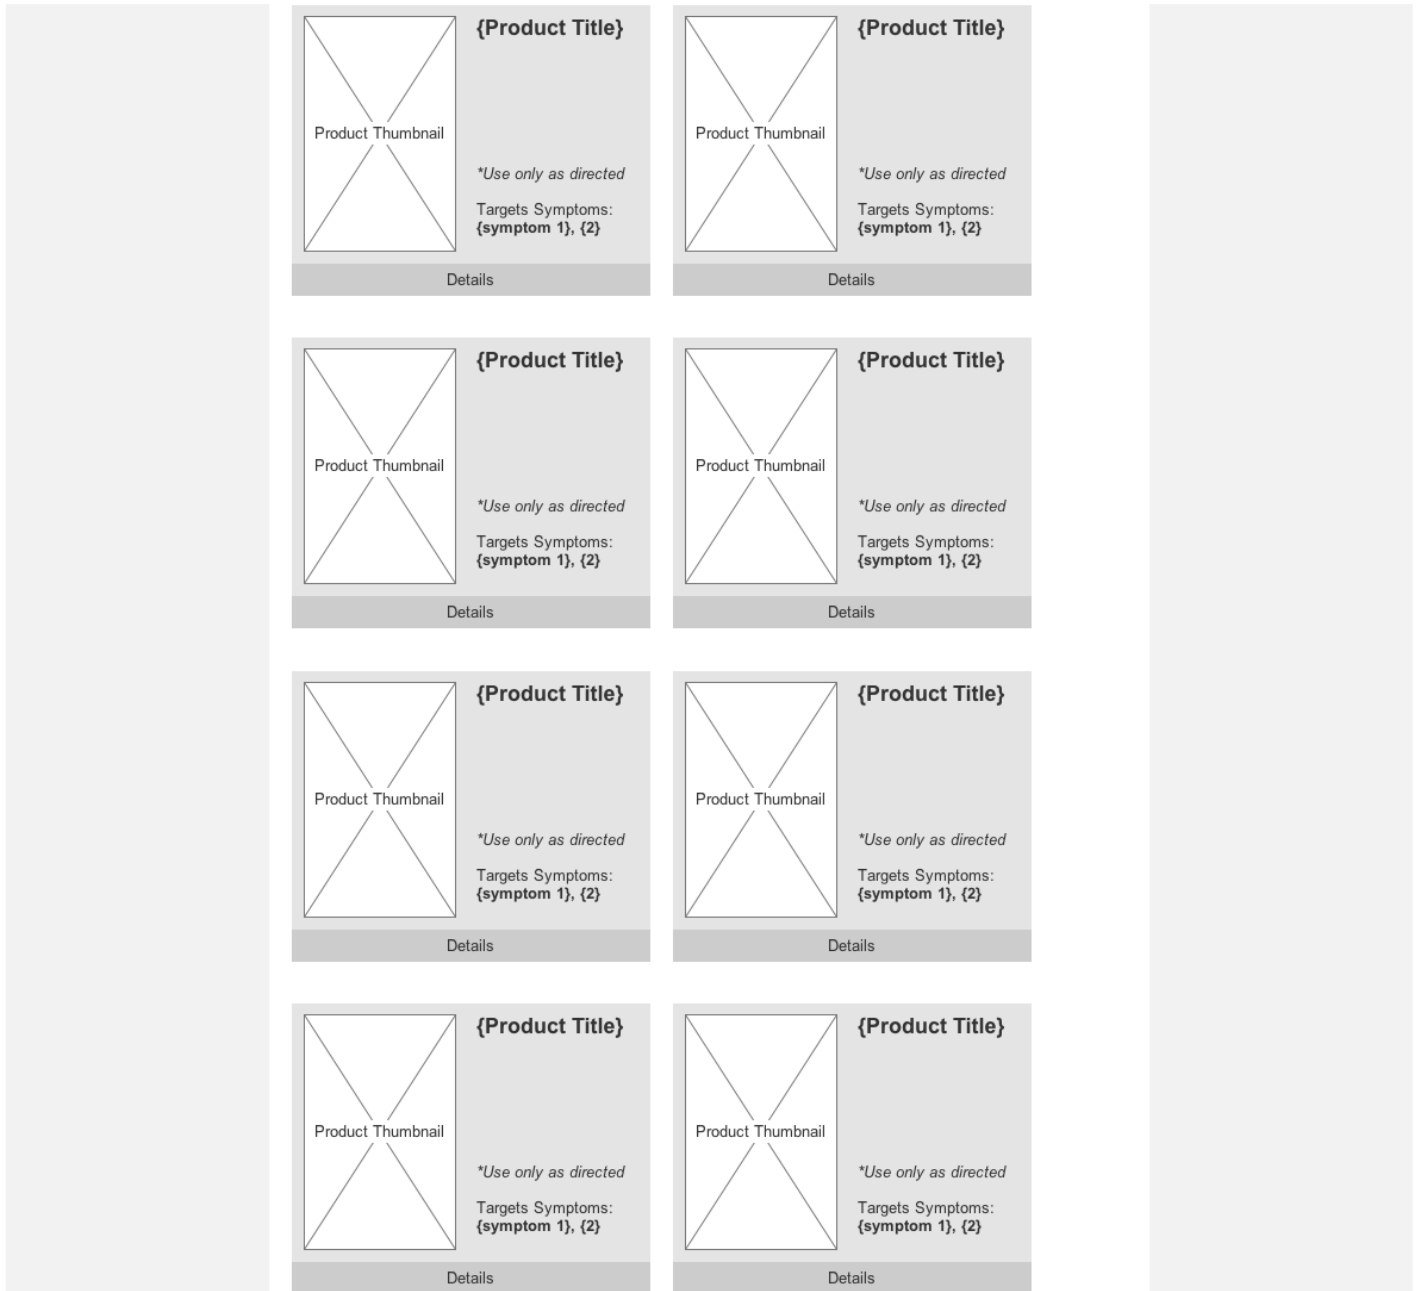 {Product Title}
Product Thumbnail
*Use only as directed
Targets Symptoms:
{symptom 1}, {2}
Details
{Product Title}
Product Thumbnail
*Use only as directed
Targets Symptoms:
{symptom 1}, {2}
Details
{Product Title}
Product Thumbnail
*Use only as directed
Targets Symptoms:
{symptom 1}, {2}
Details
{Product Title}
Product Thumbnail
*Use only as directed
Targets Symptoms:
{symptom 1}, {2}
Details
{Product Title}
Product Thumbnail
*Use only as directed
Targets Symptoms:
{symptom 1}, {2}
Details
{Product Title}
Product Thumbnail
*Use only as directed
Targets Symptoms:
{symptom 1}, {2}
Details
{Product Title}
Product Thumbnail
*Use only as directed
Targets Symptoms:
{symptom 1}, {2}
Details
{Product Title}
Product Thumbnail
*Use only as directed
Targets Symptoms:
{symptom 1}, {2}
Details